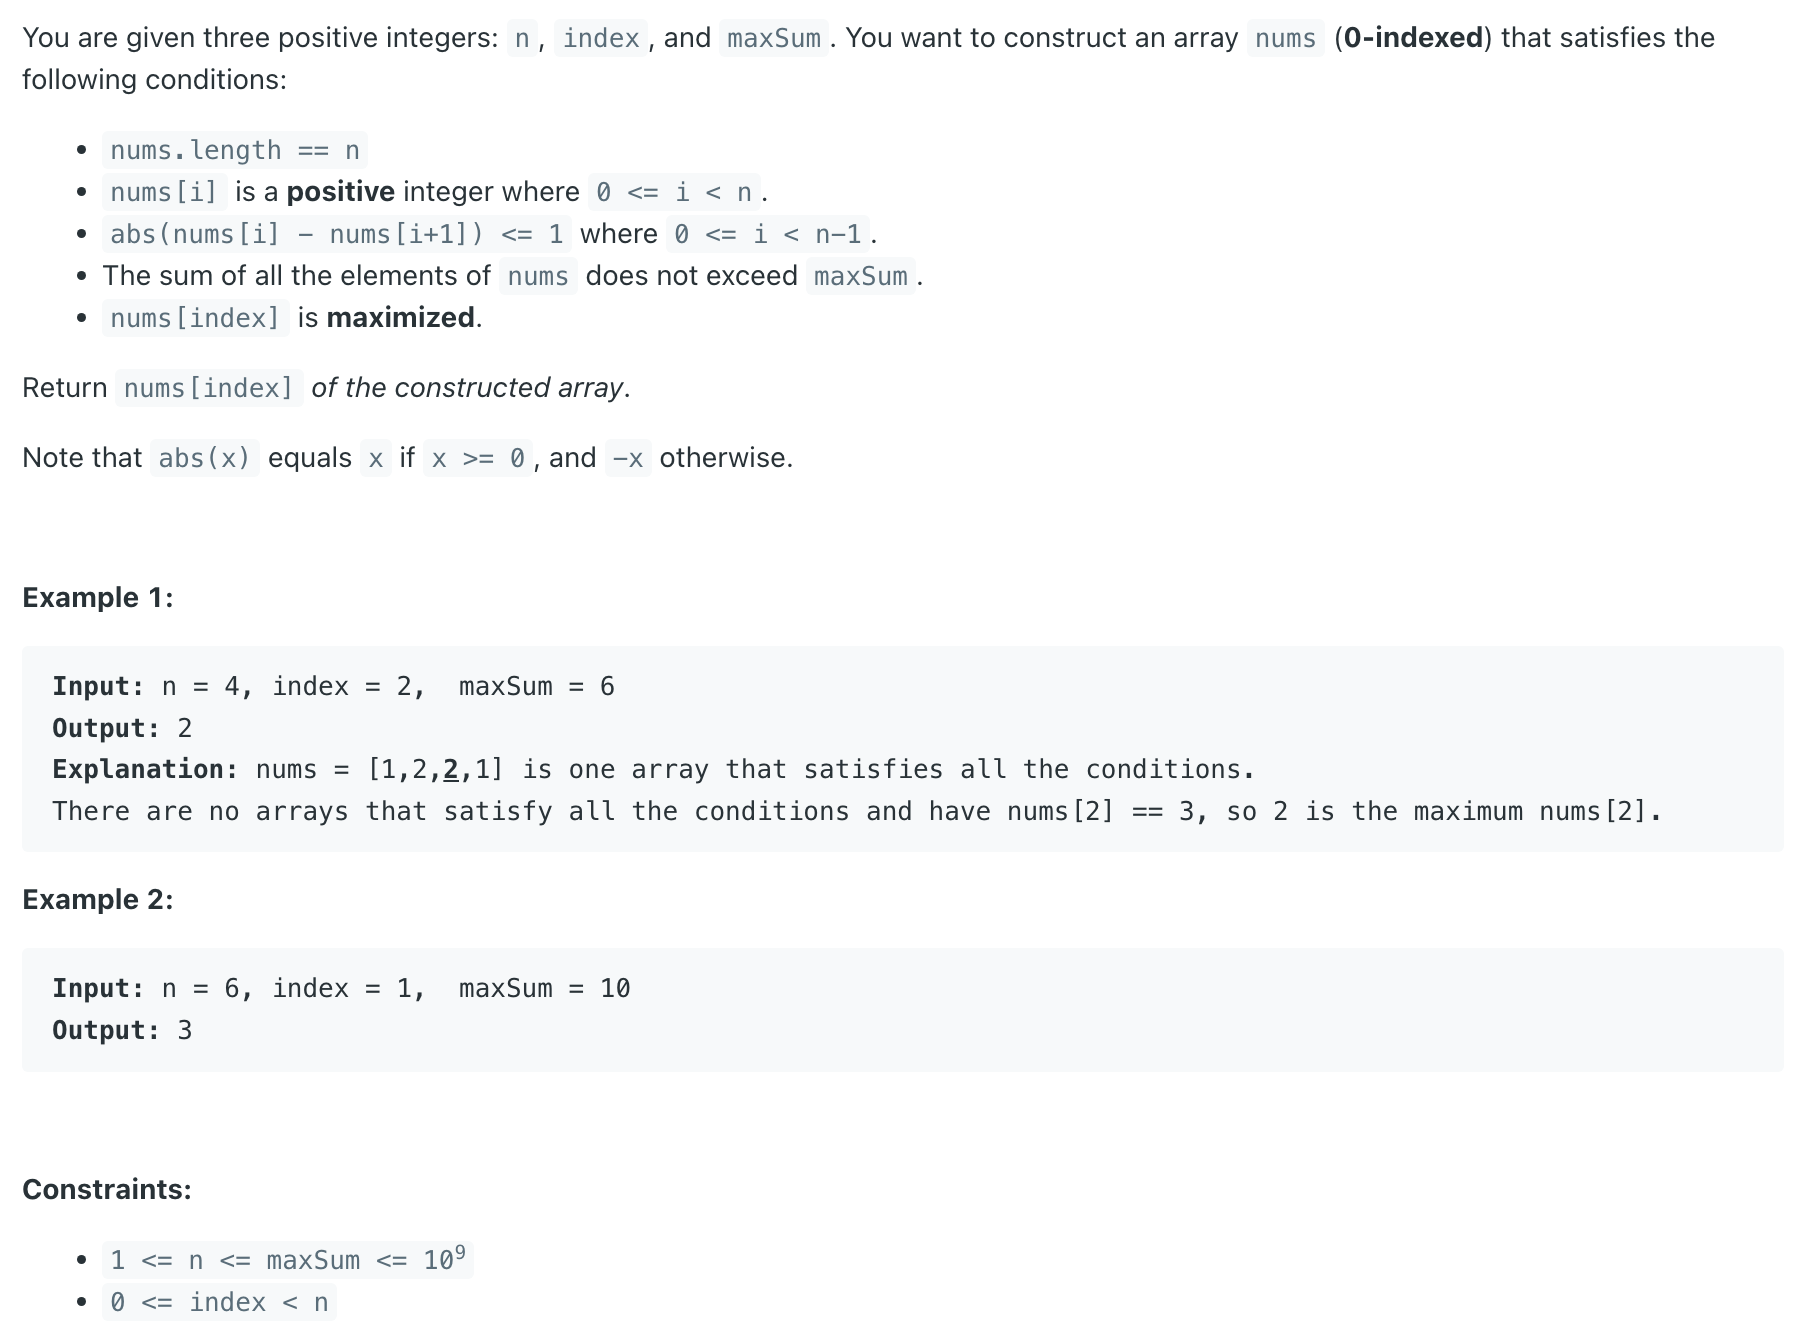 You are given three positive integers: n, index, and maxSum. You want to construct an array nums (0-indexed) that satisfies the
following conditions:
• nums.length == n
• nums[i] is a positive integer where 0 <= i < n.
• abs(nums[i] - nums[i+1]) <= 1 where 0 <= i < n-1.
• The sum of all the elements of nums does not exceed maxSum.
• nums[index] is maximized.
Return nums[index] of the constructed array.
Note that abs(x) equals x if x >= 0, and -x otherwise.
Example 1:
Input: n = 4, index = 2,  maxSum = 6
Output: 2
Explanation: nums = [1,2,2,1] is one array that satisfies all the conditions.
There are no arrays that satisfy all the conditions and have nums[2] == 3, so 2 is the maximum nums[2].
Example 2:
Input: n = 6, index = 1,  maxSum = 10
Output: 3
Constraints:
• 1 <= n <= maxSum <= 10⁹
• 0 <= index < n